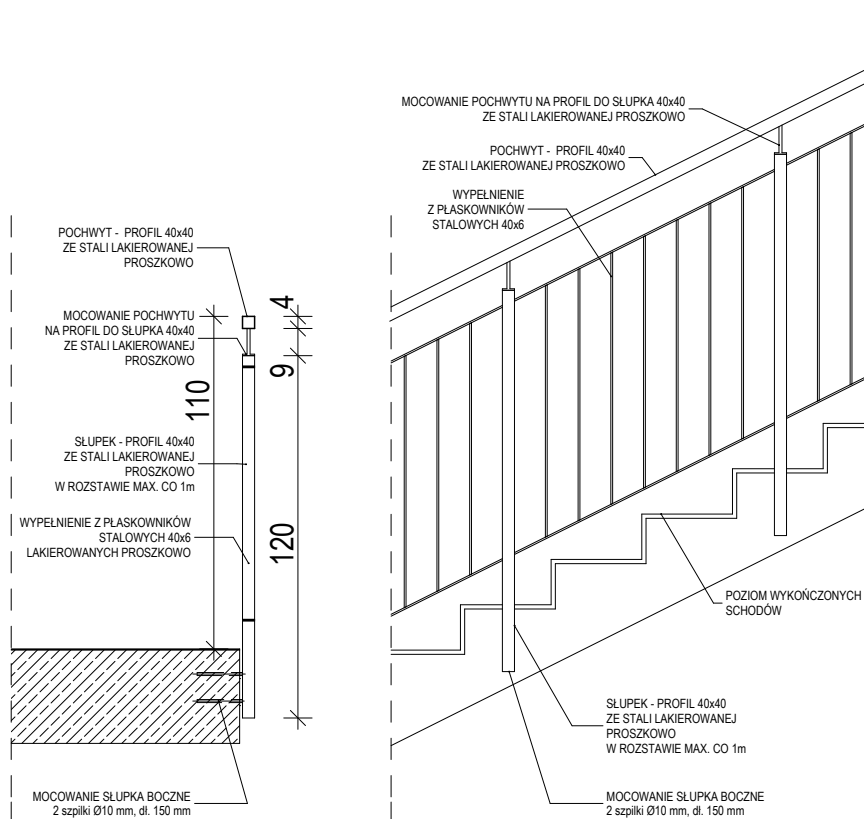 MOCOWANIE POCHWYTU NA PROFIL DO SŁUPKA 40x40
ZE STALI LAKIEROWANEJ PROSZKOWO
POCHWYT - PROFIL 40x40
ZE STALI LAKIEROWANEJ PROSZKOWO
WYPEŁNIENIE
Z PŁASKOWNIKÓW
STALOWYCH 40x6
POCHWYT - PROFIL 40x40
ZE STALI LAKIEROWANEJ
PROSZKOWO
MOCOWANIE POCHWYTU
NA PROFIL DO SŁUPKA 40x40
ZE STALI LAKIEROWANEJ
PROSZKOWO
4
9
110
SŁUPEK - PROFIL 40x40
ZE STALI LAKIEROWANEJ
PROSZKOWO
W ROZSTAWIE MAX. CO 1m
WYPEŁNIENIE Z PŁASKOWNIKÓW
STALOWYCH 40x6
LAKIEROWANYCH PROSZKOWO
120
POZIOM WYKOŃCZONYCH
SCHODÓW
SŁUPEK - PROFIL 40x40
ZE STALI LAKIEROWANEJ
PROSZKOWO
W ROZSTAWIE MAX. CO 1m
MOCOWANIE SŁUPKA BOCZNE
2 szpilki Ø10 mm, dł. 150 mm
MOCOWANIE SŁUPKA BOCZNE
2 szpilki Ø10 mm, dł. 150 mm